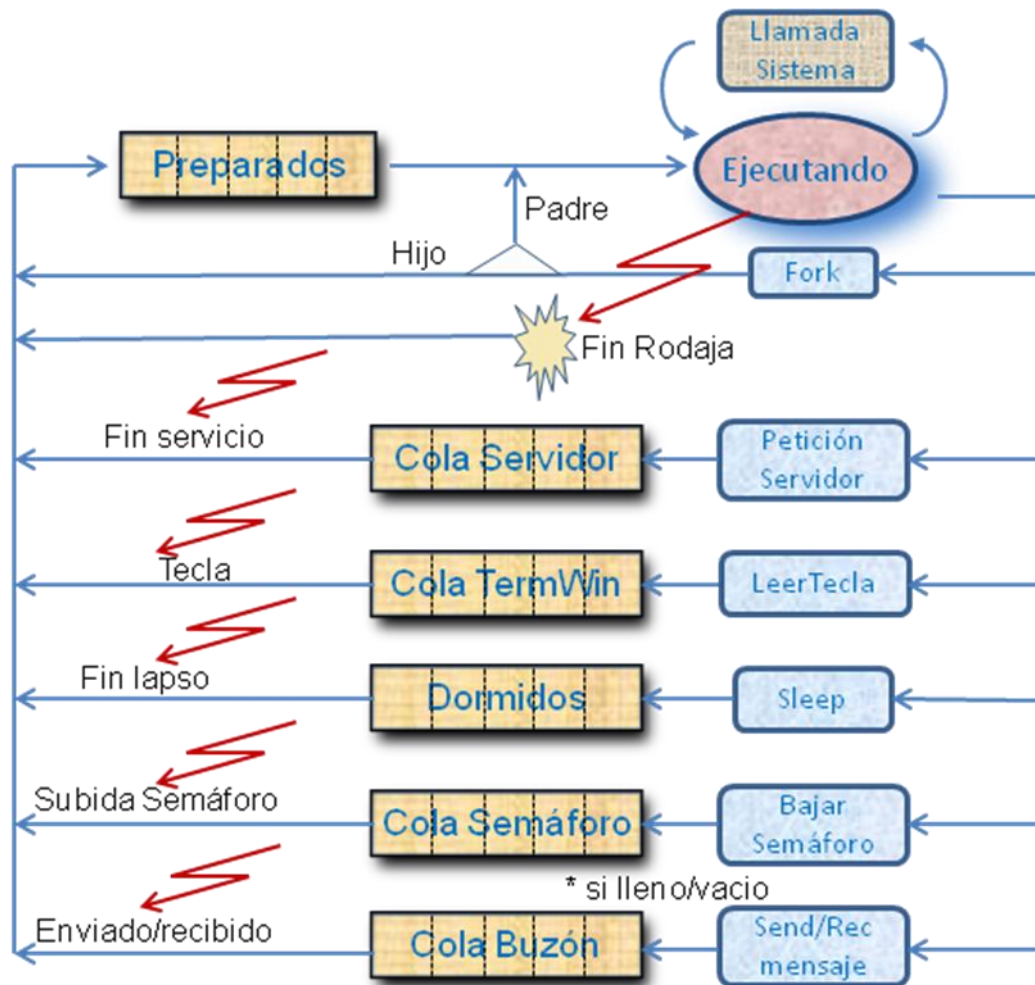 Llamada
Sistema
Preparados
Ejecutando
Padre
Hijo
Fork
Fin Rodaja
Fin servicio
Cola Servidor
Petición
Servidor
Tecla
Cola TermWin
LeerTecla
Fin lapso
Dormidos
Sleep
Subida Semáforo
Cola Semáforo
Bajar
Semáforo
* si lleno/vacio
Enviado/recibido
Cola Buzón
Send/Rec
mensaje